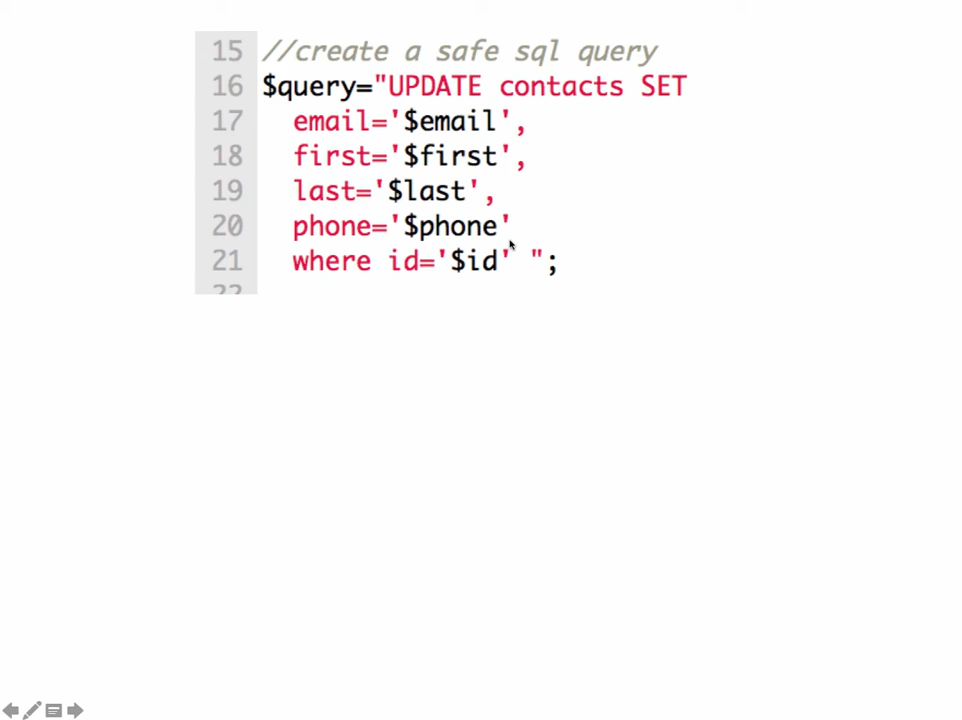 15 //create a safe sql query
16 $query="UPDATE contacts SET
17 email='$email',
18 first='$first',
19 last='$last',
20 phone='$phone'
21 where id='$id' ";
22